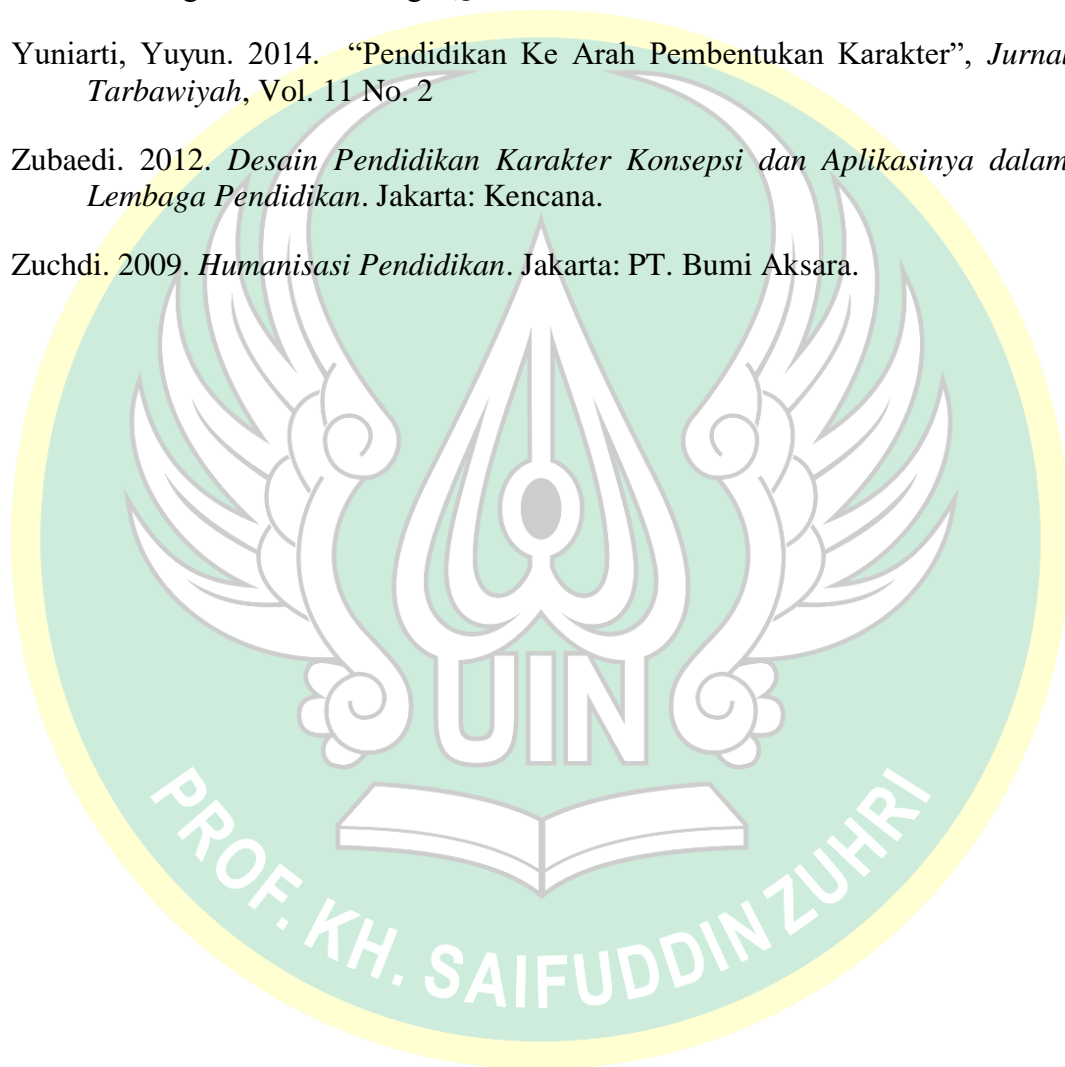 Yuniarti, Yuyun. 2014. “Pendidikan Ke Arah Pembentukan Karakter”, Jurnal
Tarbawiyah, Vol. 11 No. 2
Zubaedi. 2012. Desain Pendidikan Karakter Konsepsi dan Aplikasinya dalam
Lembaga Pendidikan. Jakarta: Kencana.
Zuchdi. 2009. Humanisasi Pendidikan. Jakarta: PT. Bumi Aksara.
UIN
PROF. KH. SAIFUDDIN ZUHRI